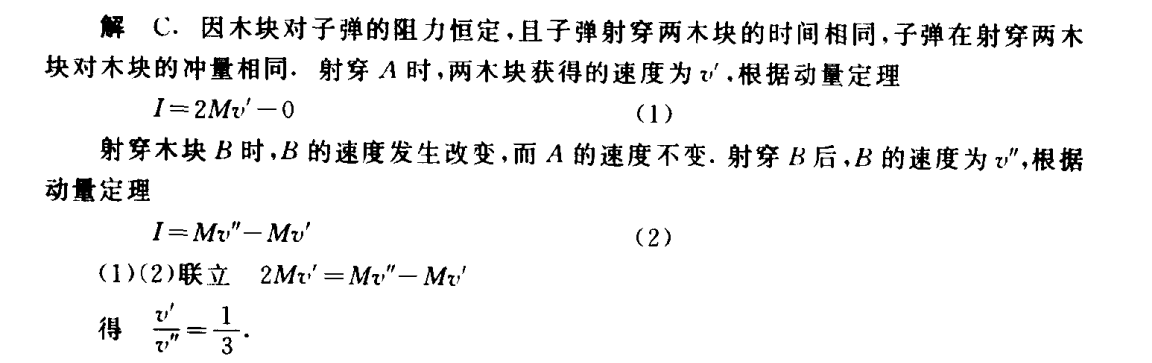 解 C. 因木块对子弹的阻力恒定,且子弹射穿两木块的时间相同,子弹在射穿两木
块对木块的冲量相同. 射穿 A 时,两木块获得的速度为 v′,根据动量定理
I=2Mv′-0 (1)
射穿木块 B 时,B 的速度发生改变,而 A 的速度不变. 射穿 B 后,B 的速度为 v″,根据
动量定理
I=Mv″-Mv′ (2)
(1)(2)联立 2Mv′=Mv″-Mv′
得 v′/v″=1/3.